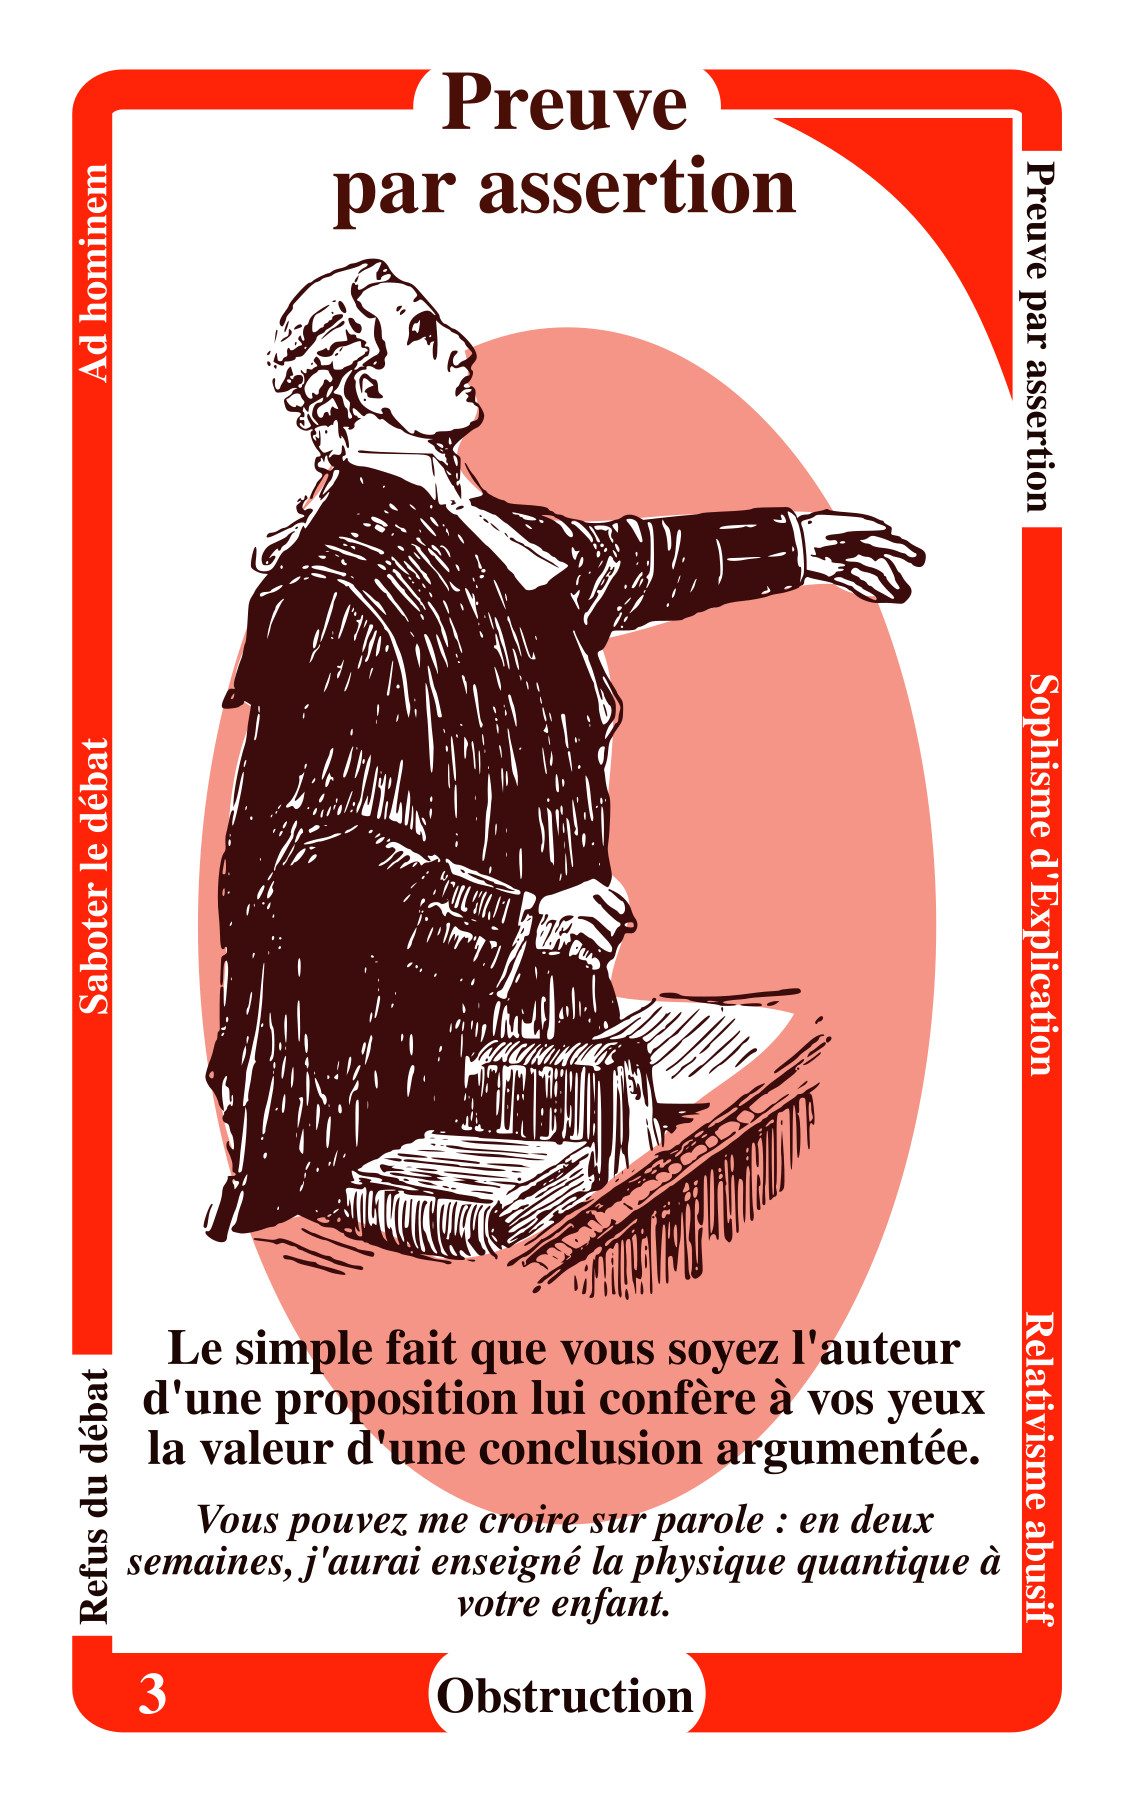 Preuve
par assertion
Ad hominem
Saboter le débat
Refus du débat
Preuve par assertion
Sophisme d'Explication
Relativisme abusif
Le simple fait que vous soyez l'auteur
d'une proposition lui confère à vos yeux
la valeur d'une conclusion argumentée.
Vous pouvez me croire sur parole : en deux
semaines, j'aurai enseigné la physique quantique à
votre enfant.
3
Obstruction